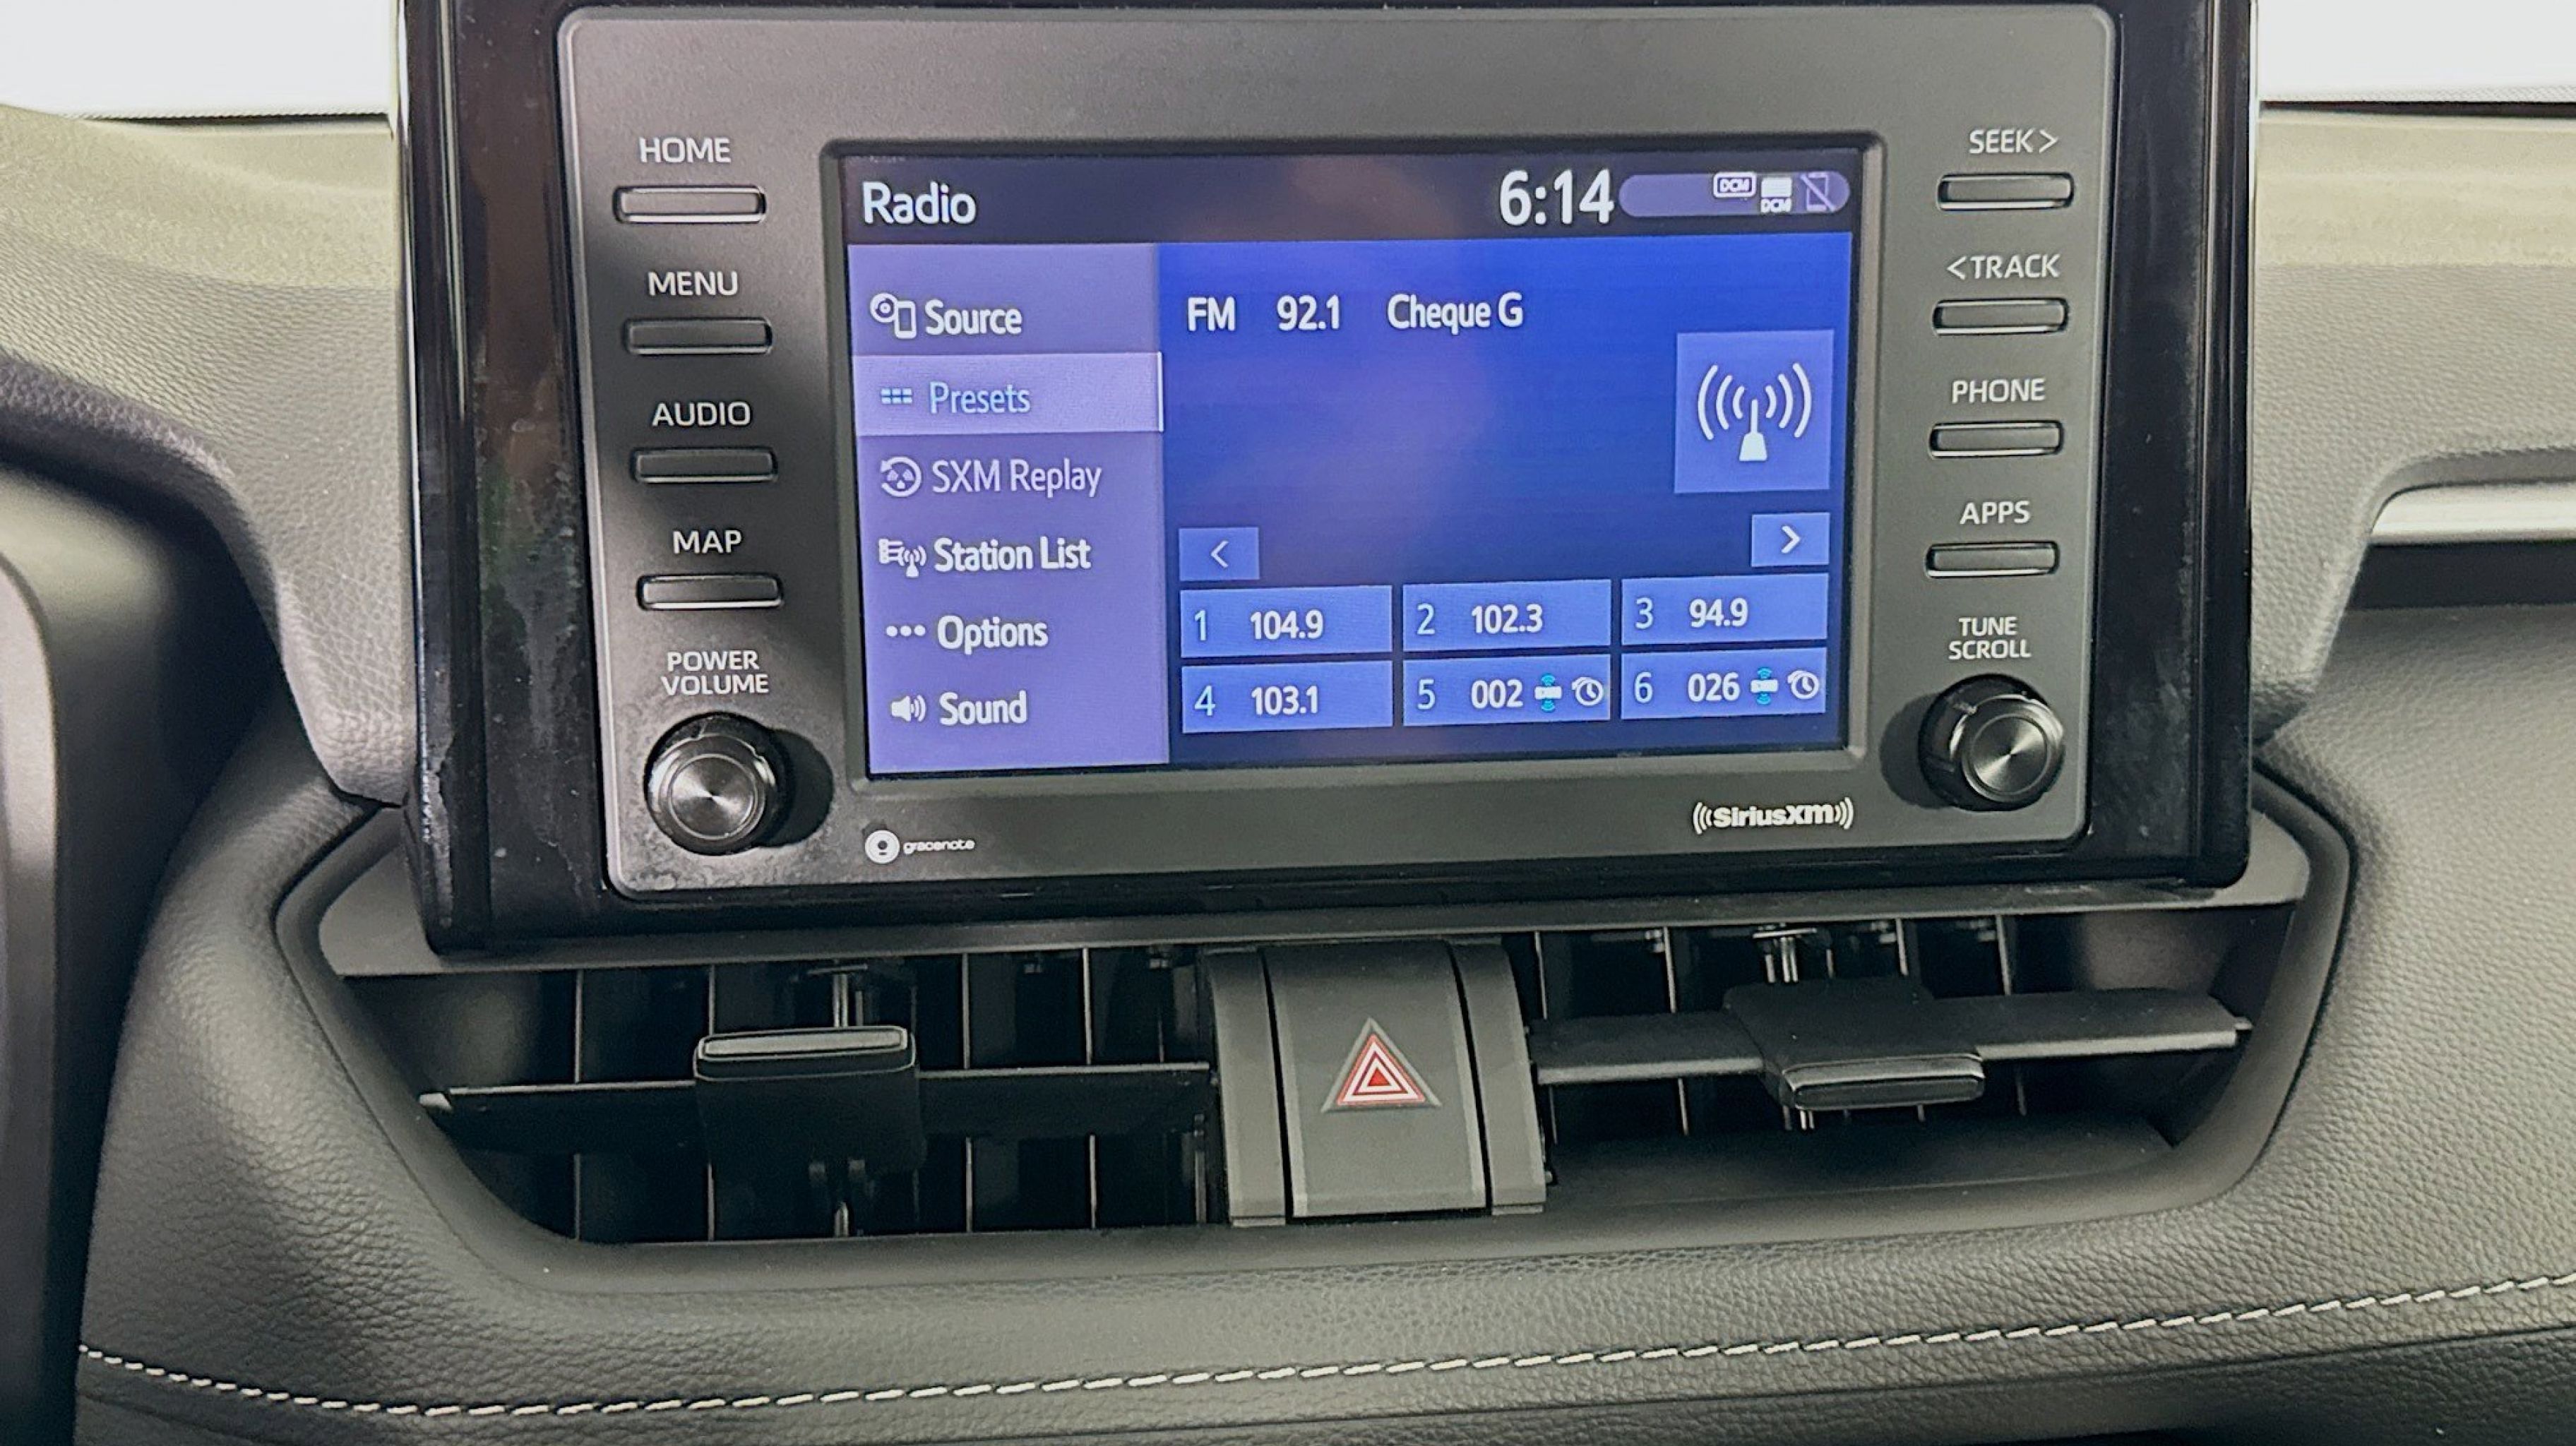 HOME
MENU
AUDIO
MAP
POWER
VOLUME
Radio 6:14 DCM DCM
Source
Presets
SXM Replay
Station List
Options
Sound
FM 92.1 Cheque G
<
>
1 104.9 2 102.3 3 94.9
4 103.1 5 002 6 026
gracenote
((SiriusXm))
SEEK >
< TRACK
PHONE
APPS
TUNE
SCROLL